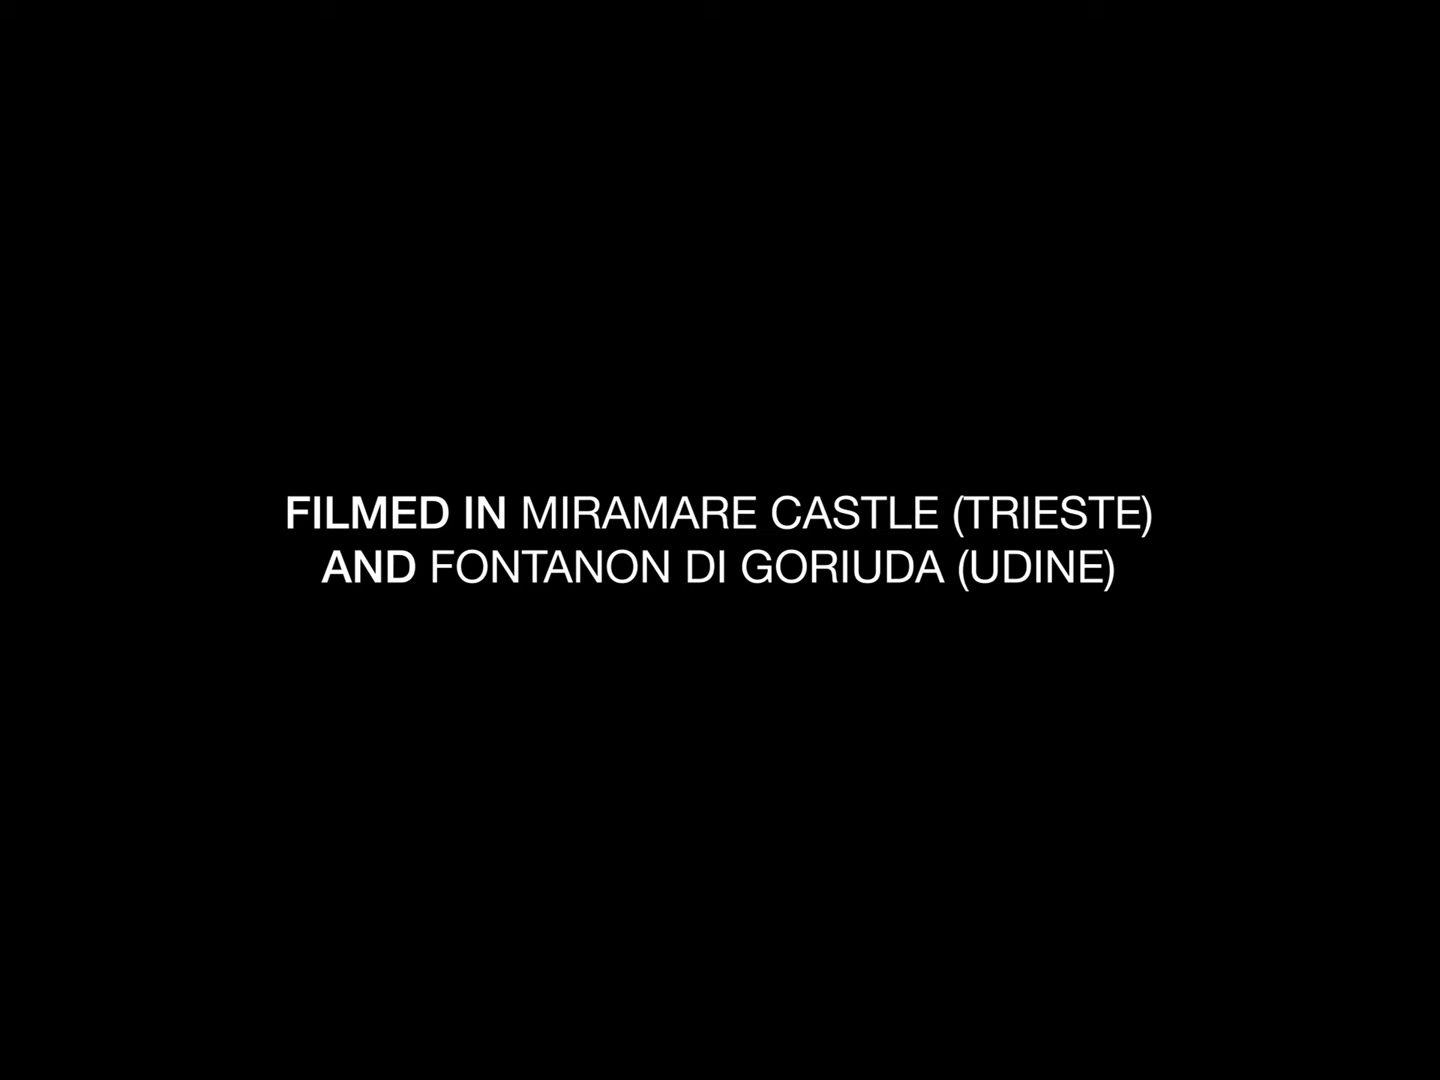 FILMED IN MIRAMARE CASTLE (TRIESTE)
AND FONTANON DI GORIUDA (UDINE)